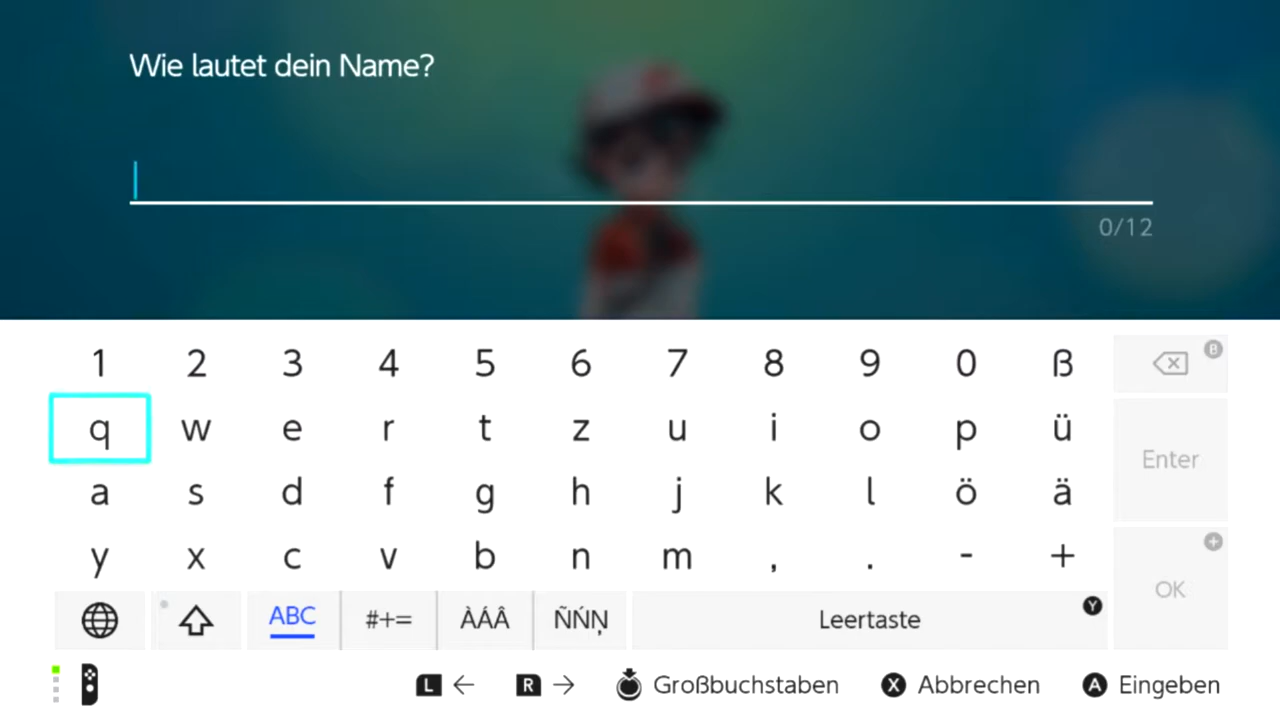 Wie lautet dein Name?
0/12
1 2 3 4 5 6 7 8 9 0 ß B
q w e r t z u i o p ü Enter
a s d f g h j k l ö ä
y x c v b n m , . - + OK
ABC #+= ÀÁÂ ÑŃŅ Leertaste Y
L ← R → Großbuchstaben X Abbrechen A Eingeben